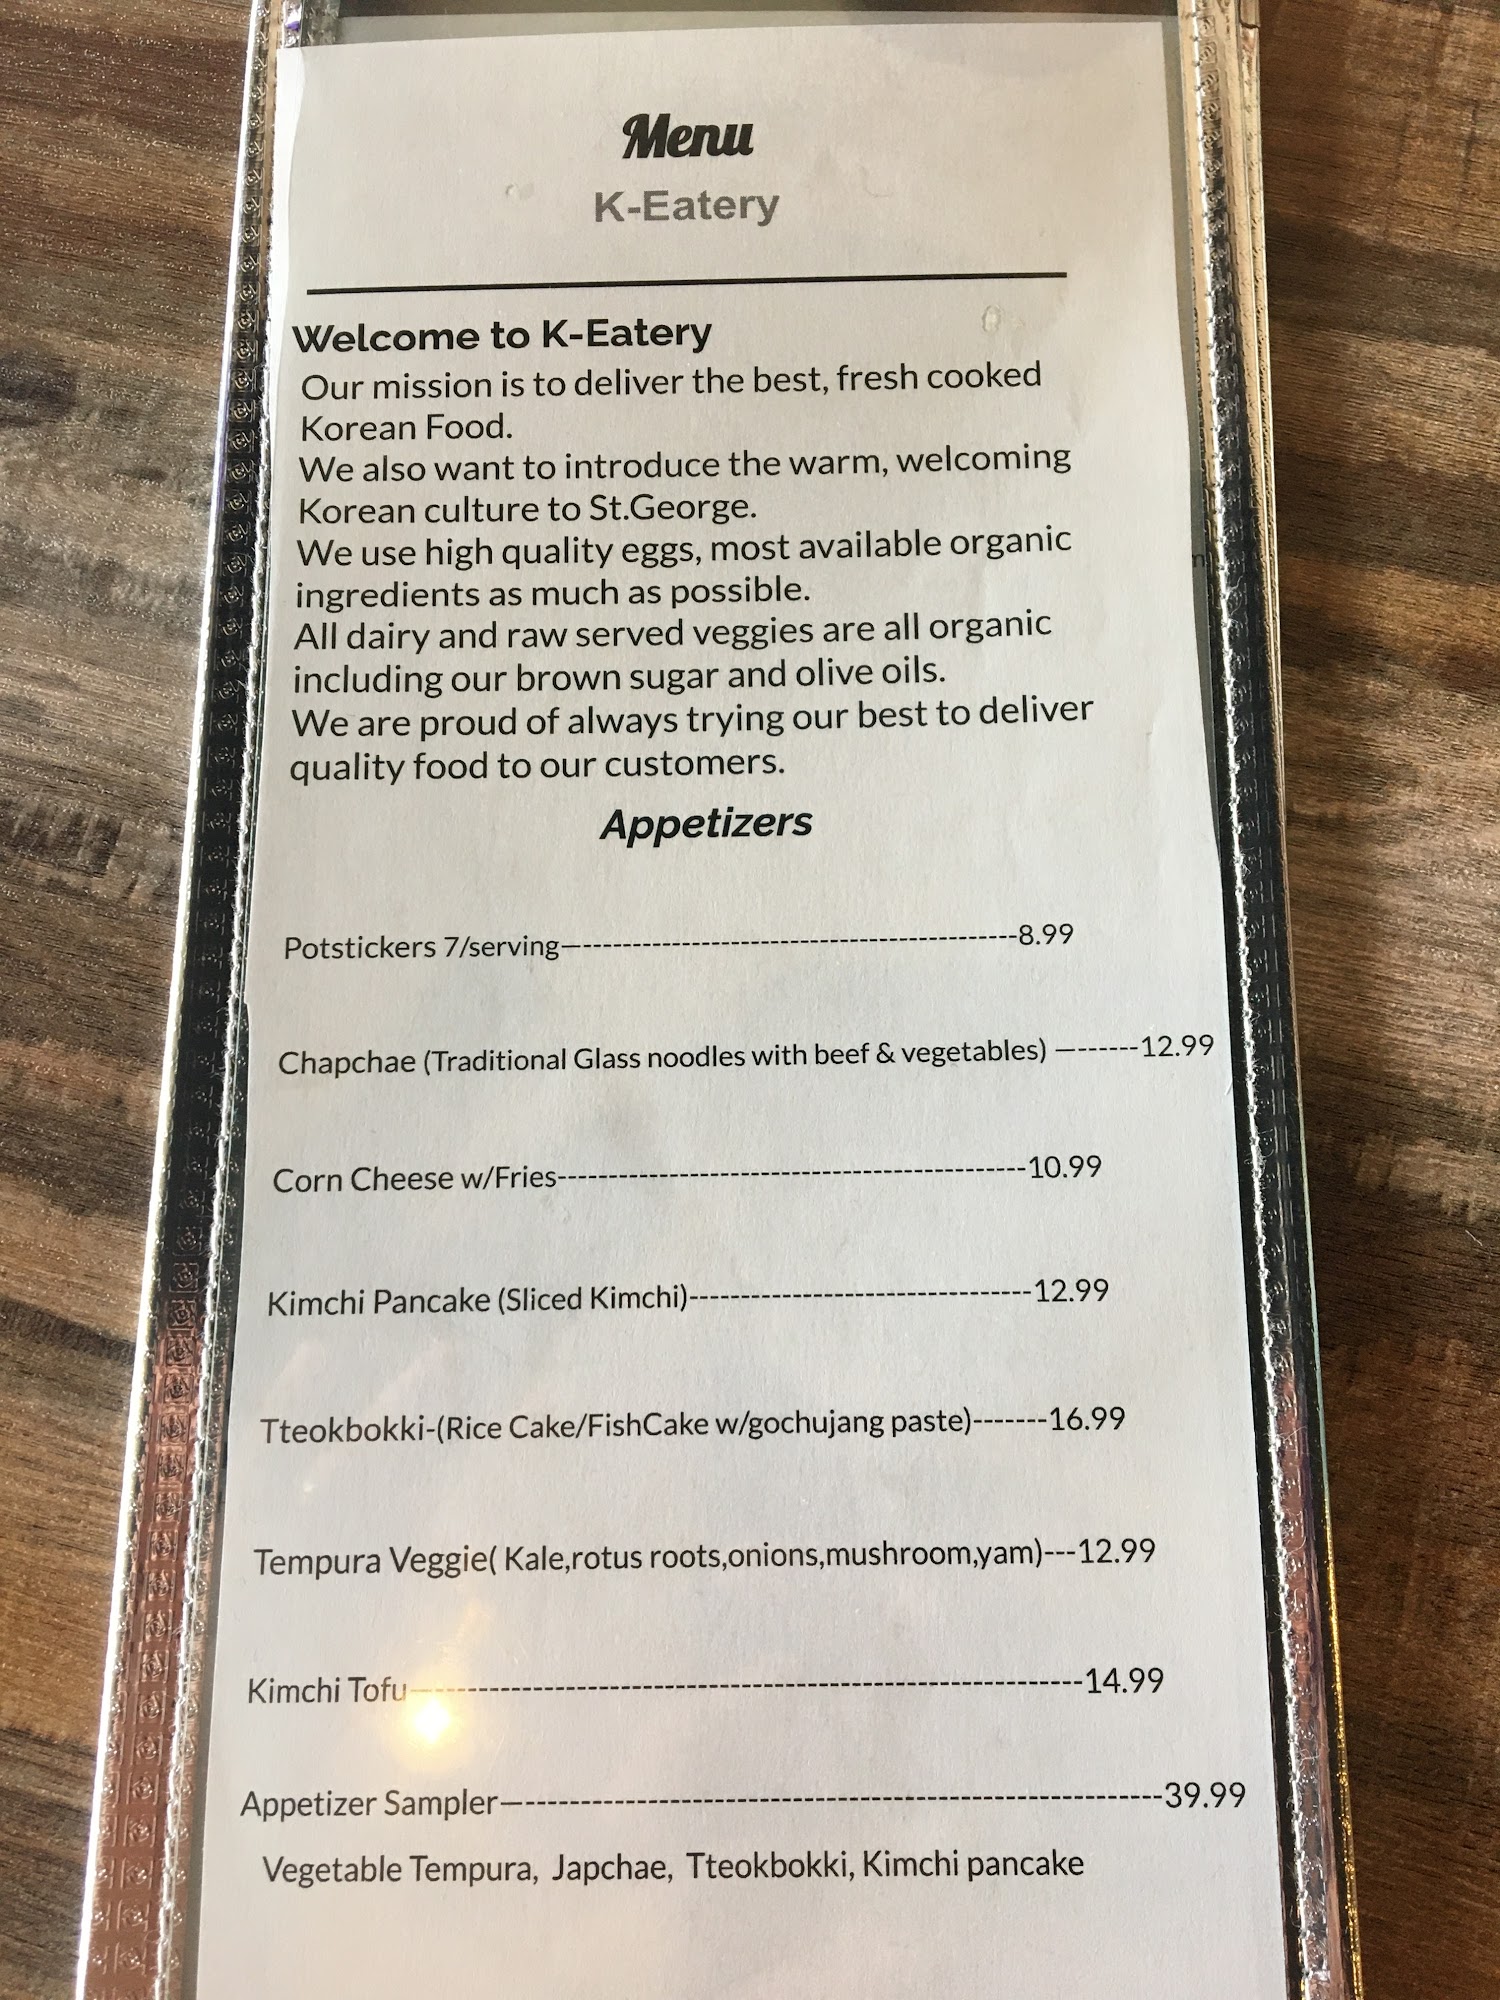 Menu
K-Eatery
Welcome to K-Eatery
Our mission is to deliver the best, fresh cooked
Korean Food.
We also want to introduce the warm, welcoming
Korean culture to St.George.
We use high quality eggs, most available organic
ingredients as much as possible.
All dairy and raw served veggies are all organic
including our brown sugar and olive oils.
We are proud of always trying our best to deliver
quality food to our customers.
Appetizers
Potstickers 7/serving—------------------------------------------8.99
Chapchae (Traditional Glass noodles with beef & vegetables) —-------12.99
Corn Cheese w/Fries----------------------------------------------10.99
Kimchi Pancake (Sliced Kimchi)---------------------------------12.99
Tteokbokki-(Rice Cake/FishCake w/gochujang paste)-------16.99
Tempura Veggie( Kale,rotus roots,onions,mushroom,yam)---12.99
Kimchi Tofu—---------------------------------------------------------------14.99
Appetizer Sampler—-------------------------------------------------------------39.99
Vegetable Tempura, Japchae, Tteokbokki, Kimchi pancake